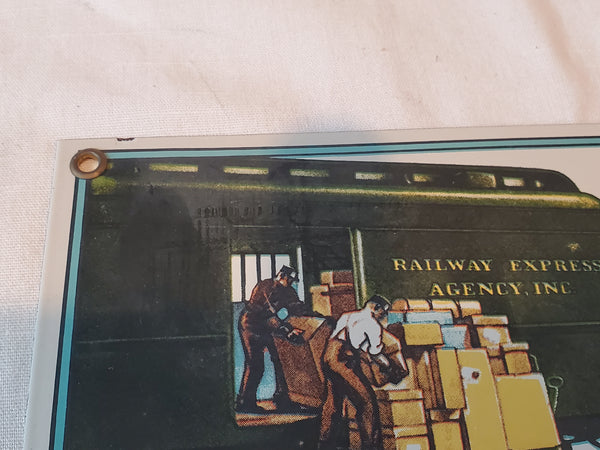 RAILWAY EXPRESS
AGENCY, INC